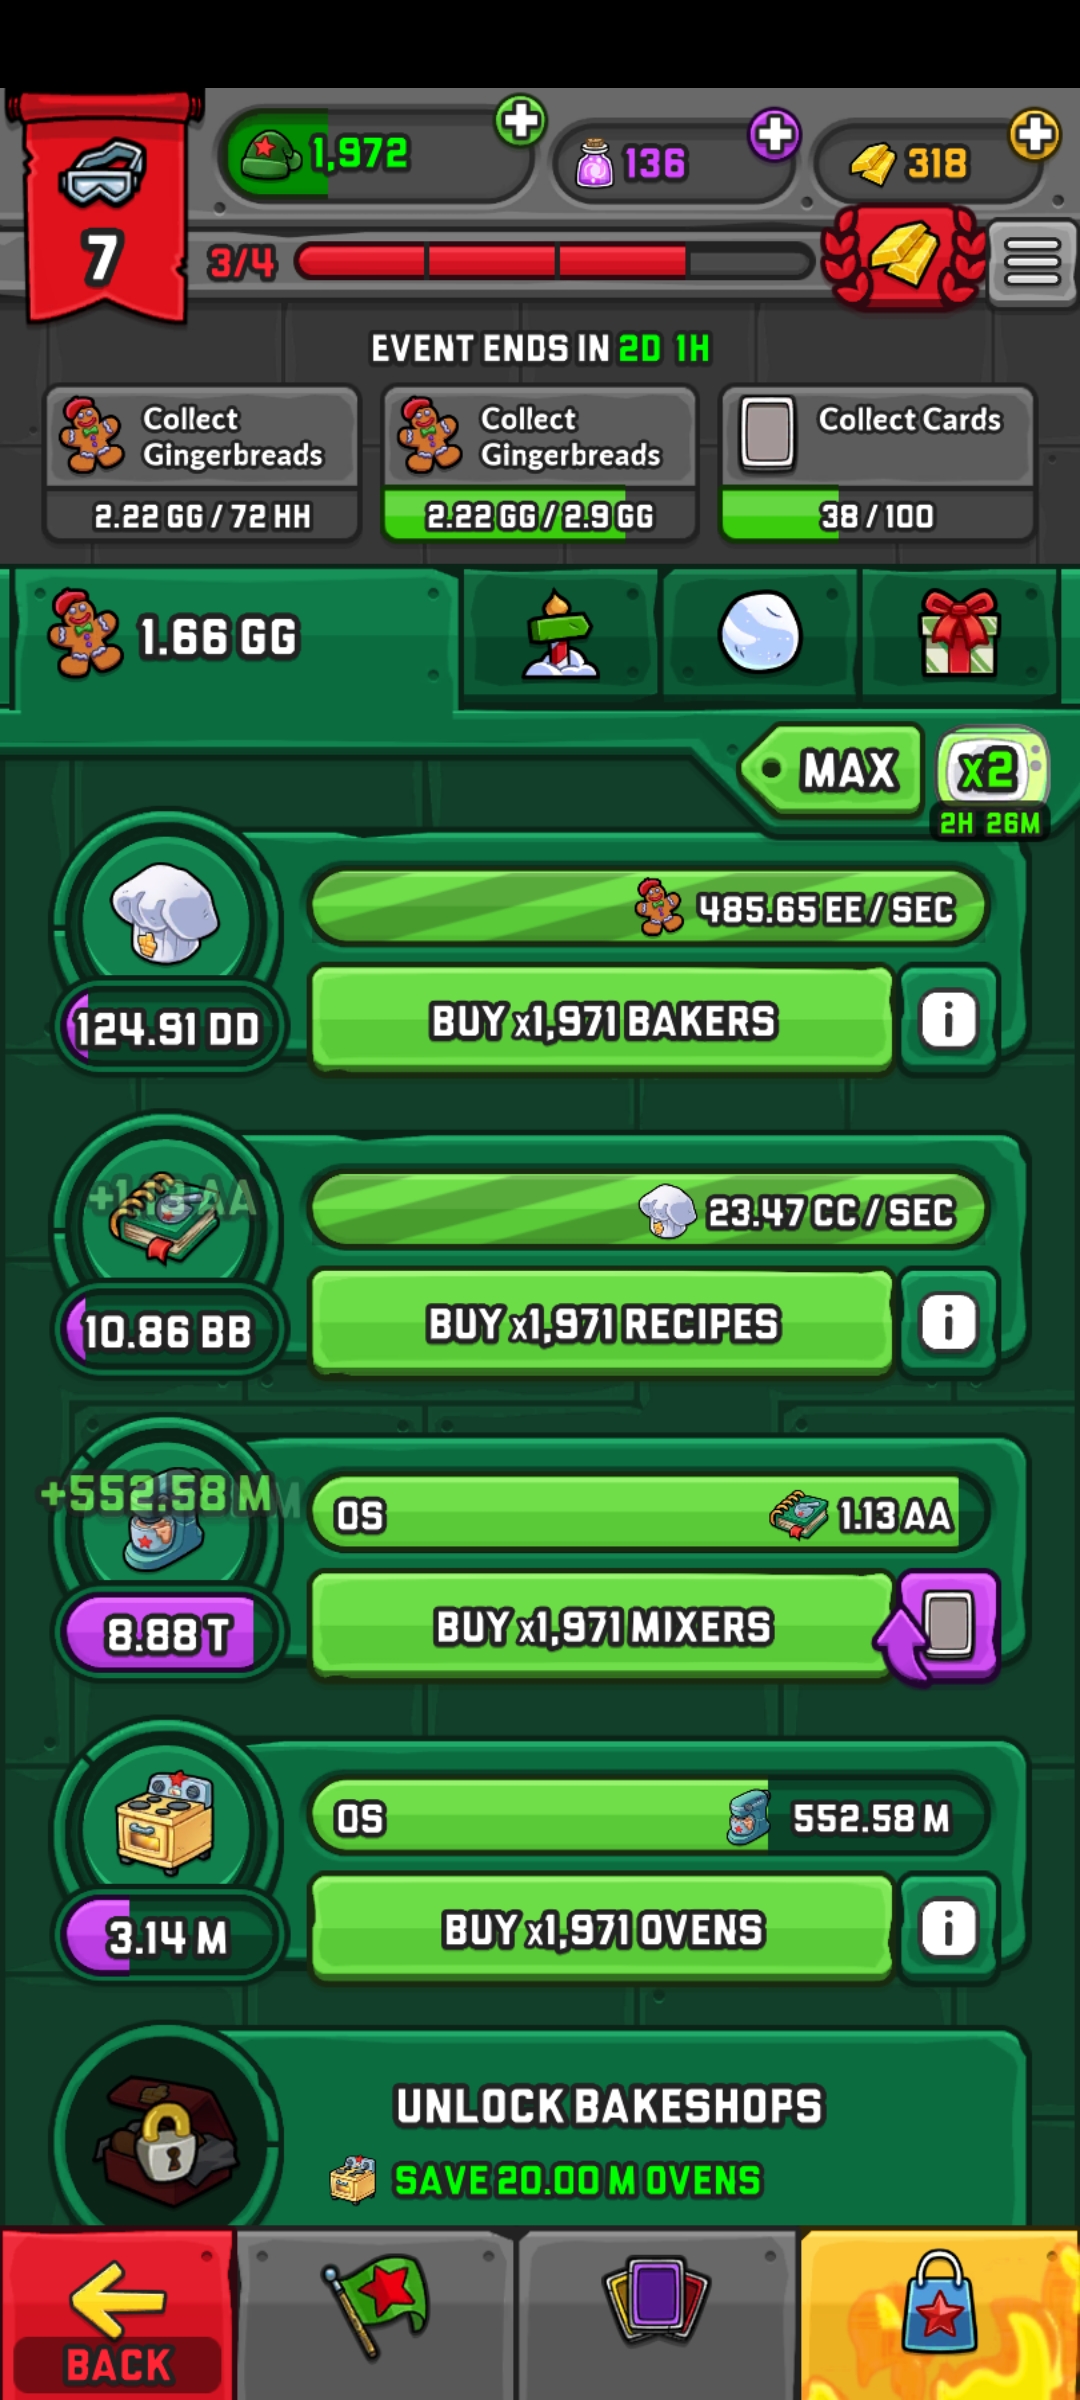 1,972
136
318
7
3/4
EVENT ENDS IN 2D 1H
Collect
Gingerbreads
2.22 GG / 72 HH
Collect
Gingerbreads
2.22 GG / 2.9 GG
Collect Cards
38 / 100
1.66 GG
MAX
x2
2H 26M
485.65 EE / SEC
124.91 DD
BUY x1,971 BAKERS
i
+1.13 AA
23.47 CC / SEC
10.86 BB
BUY x1,971 RECIPES
i
+552.58 M
0S
1.13 AA
8.88 T
BUY x1,971 MIXERS
0S
552.58 M
3.14 M
BUY x1,971 OVENS
i
UNLOCK BAKESHOPS
SAVE 20.00 M OVENS
BACK